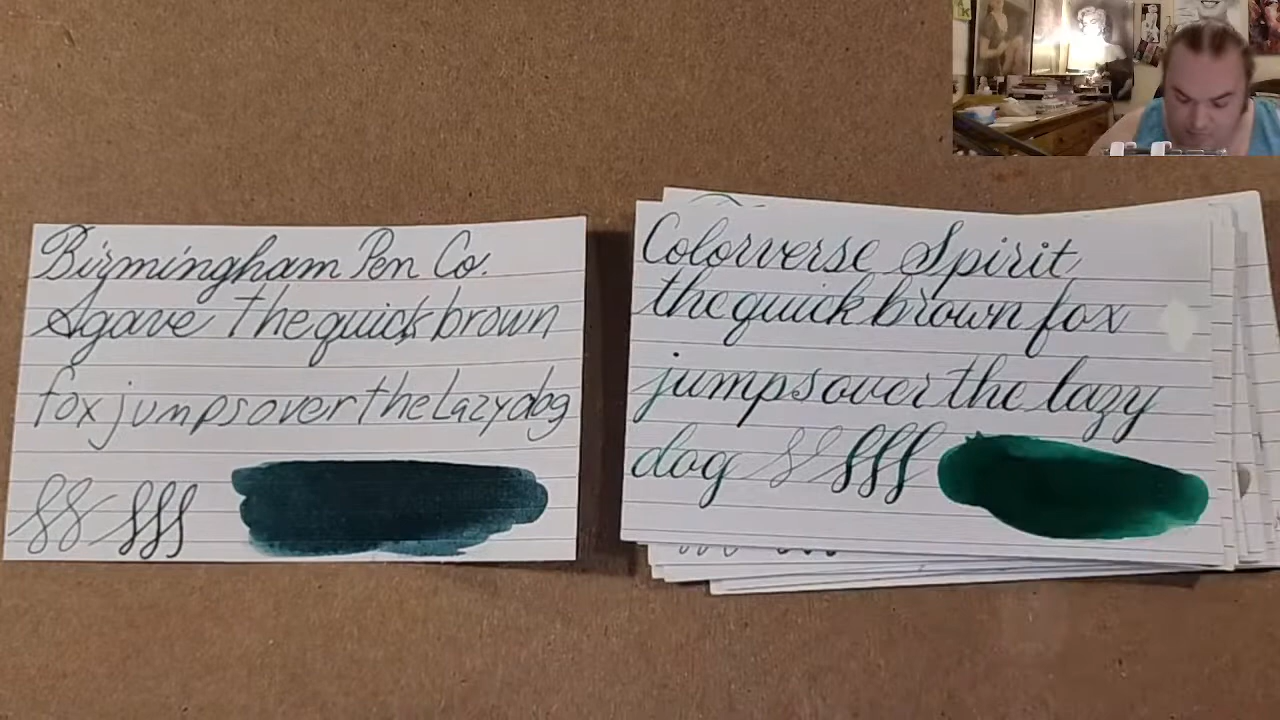 Birmingham Pen Co.
Agave the quick brown
fox jumps over the Lazy dog
Colorverse Spirit
the quick brown fox
jumps over the lazy
dog